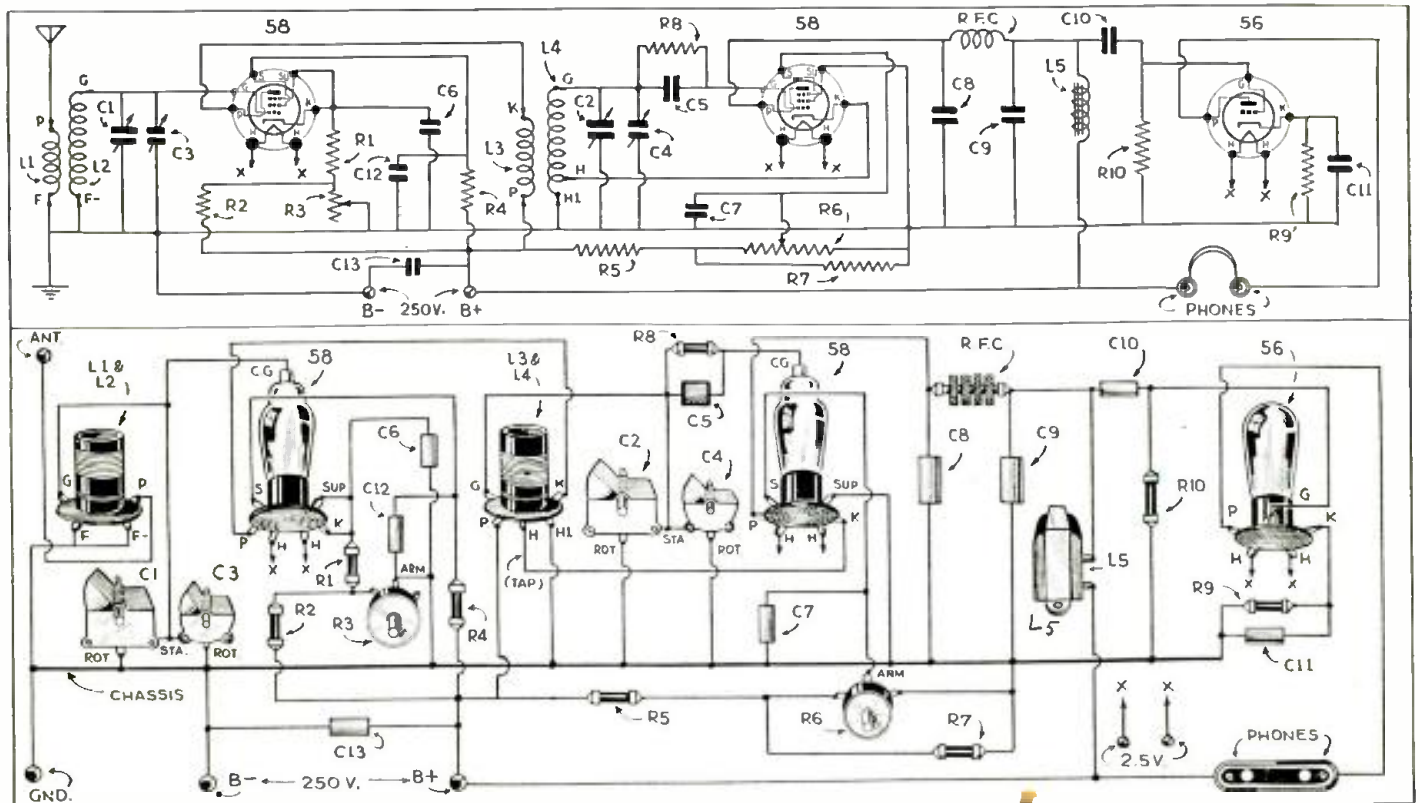 58
R8
R.F.C
C10
58
56
L4
L5
G
C1
C3
P
L1
F
L2
F-
CG
S
SU
K
P
H
H
X
X
R1
C6
C12
R2
R3
R4
K
L3
P
G
C2
C5
C4
H
H1
CG
S
SU
K
P
H
H
X
X
C7
R6
R5
R7
C8
C9
R10
G
P
K
H
H
X
X
R9
C11
C13
B- 250V. B+
PHONES
ANT.
L1 &
L2
C.G
58
L3 &
L4
R8
58
C.G
R.F.C
C10
56
C5
C6
C12
C2
C4
C8
C9
R10
G
P
F
F-
S
SUP
K
P
H
H
X
X
R1
ARM
G
K
P
H
H1
(TAP)
ROT
STA
ROT
S
SUP
P
K
H
H
L5
L5
P
G
K
H
H
X
X
C1
C3
ROT
STA.
ROT
R2
R3
R4
C7
R9
C11
CHASSIS
R5
ARM
R6
R7
X
X
2.5V.
PHONES
C13
GND.
B- 250 V. B+